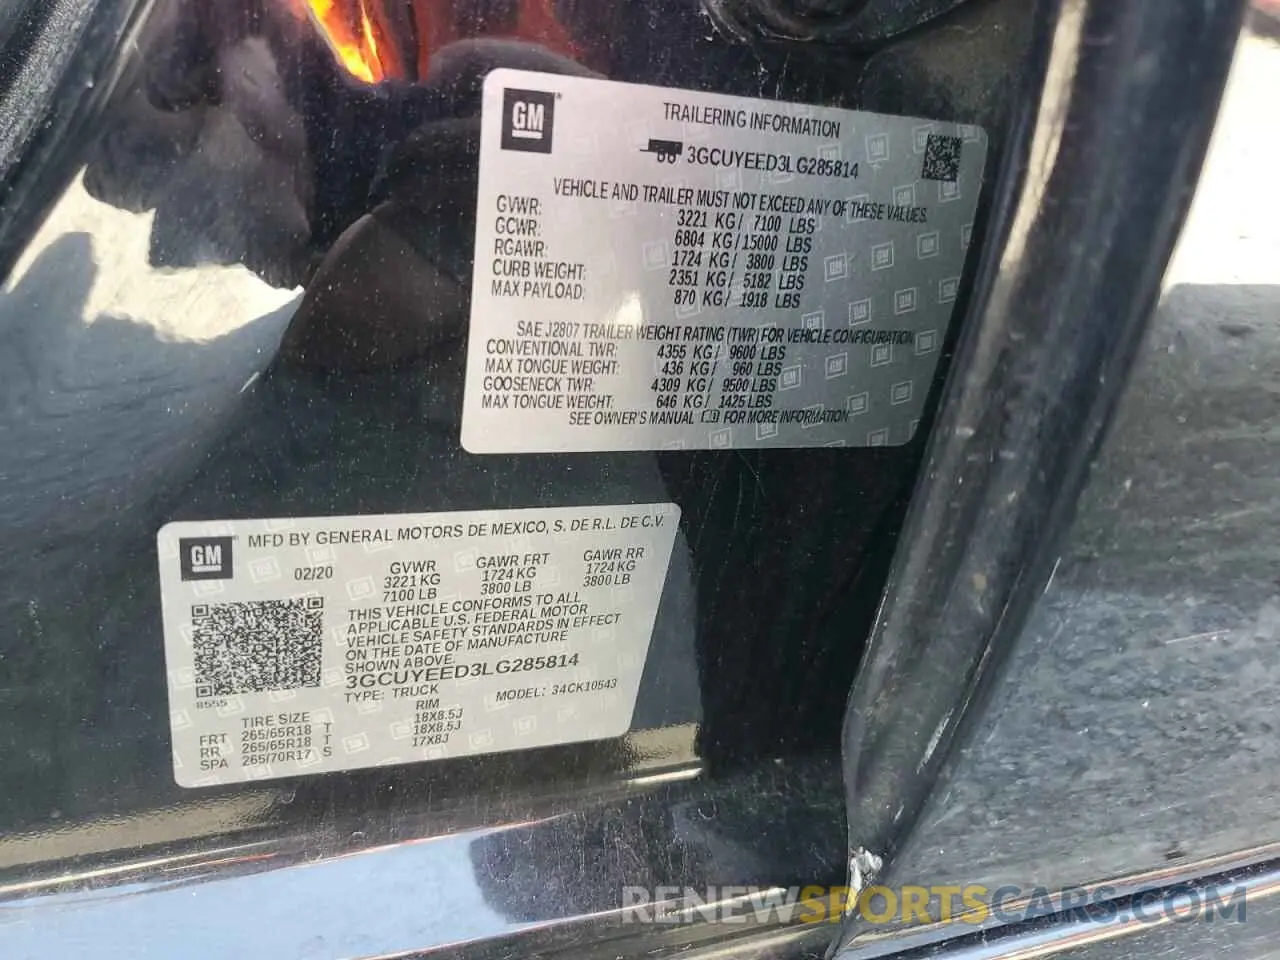 GM
TRAILERING INFORMATION
3GCUYEED3LG285814
VEHICLE AND TRAILER MUST NOT EXCEED ANY OF THESE VALUES.
GVWR: 3221 KG/ 7100 LBS
GCWR: 6804 KG/15000 LBS
RGAWR: 1724 KG/ 3800 LBS
CURB WEIGHT: 2351 KG/ 5182 LBS
MAX PAYLOAD: 870 KG/ 1918 LBS
SAE J2807 TRAILER WEIGHT RATING (TWR) FOR VEHICLE CONFIGURATION
CONVENTIONAL TWR: 4355 KG/ 9600 LBS
MAX TONGUE WEIGHT: 436 KG/ 960 LBS
GOOSENECK TWR: 4309 KG/ 9500 LBS
MAX TONGUE WEIGHT: 646 KG/ 1425 LBS
SEE OWNER'S MANUAL FOR MORE INFORMATION
GM
MFD BY GENERAL MOTORS DE MEXICO, S. DE R.L. DE C.V.
02/20 GVWR GAWR FRT GAWR RR
3221 KG 1724 KG 1724 KG
7100 LB 3800 LB 3800 LB
THIS VEHICLE CONFORMS TO ALL
APPLICABLE U.S. FEDERAL MOTOR
VEHICLE SAFETY STANDARDS IN EFFECT
ON THE DATE OF MANUFACTURE
SHOWN ABOVE.
3GCUYEED3LG285814
TYPE: TRUCK MODEL: 34CK10543
8555
TIRE SIZE RIM
FRT 265/65R18 T 18X8.5J
RR 265/65R18 T 18X8.5J
SPA 265/70R17 S 17X8J
RENEWSPORTSCARS.COM